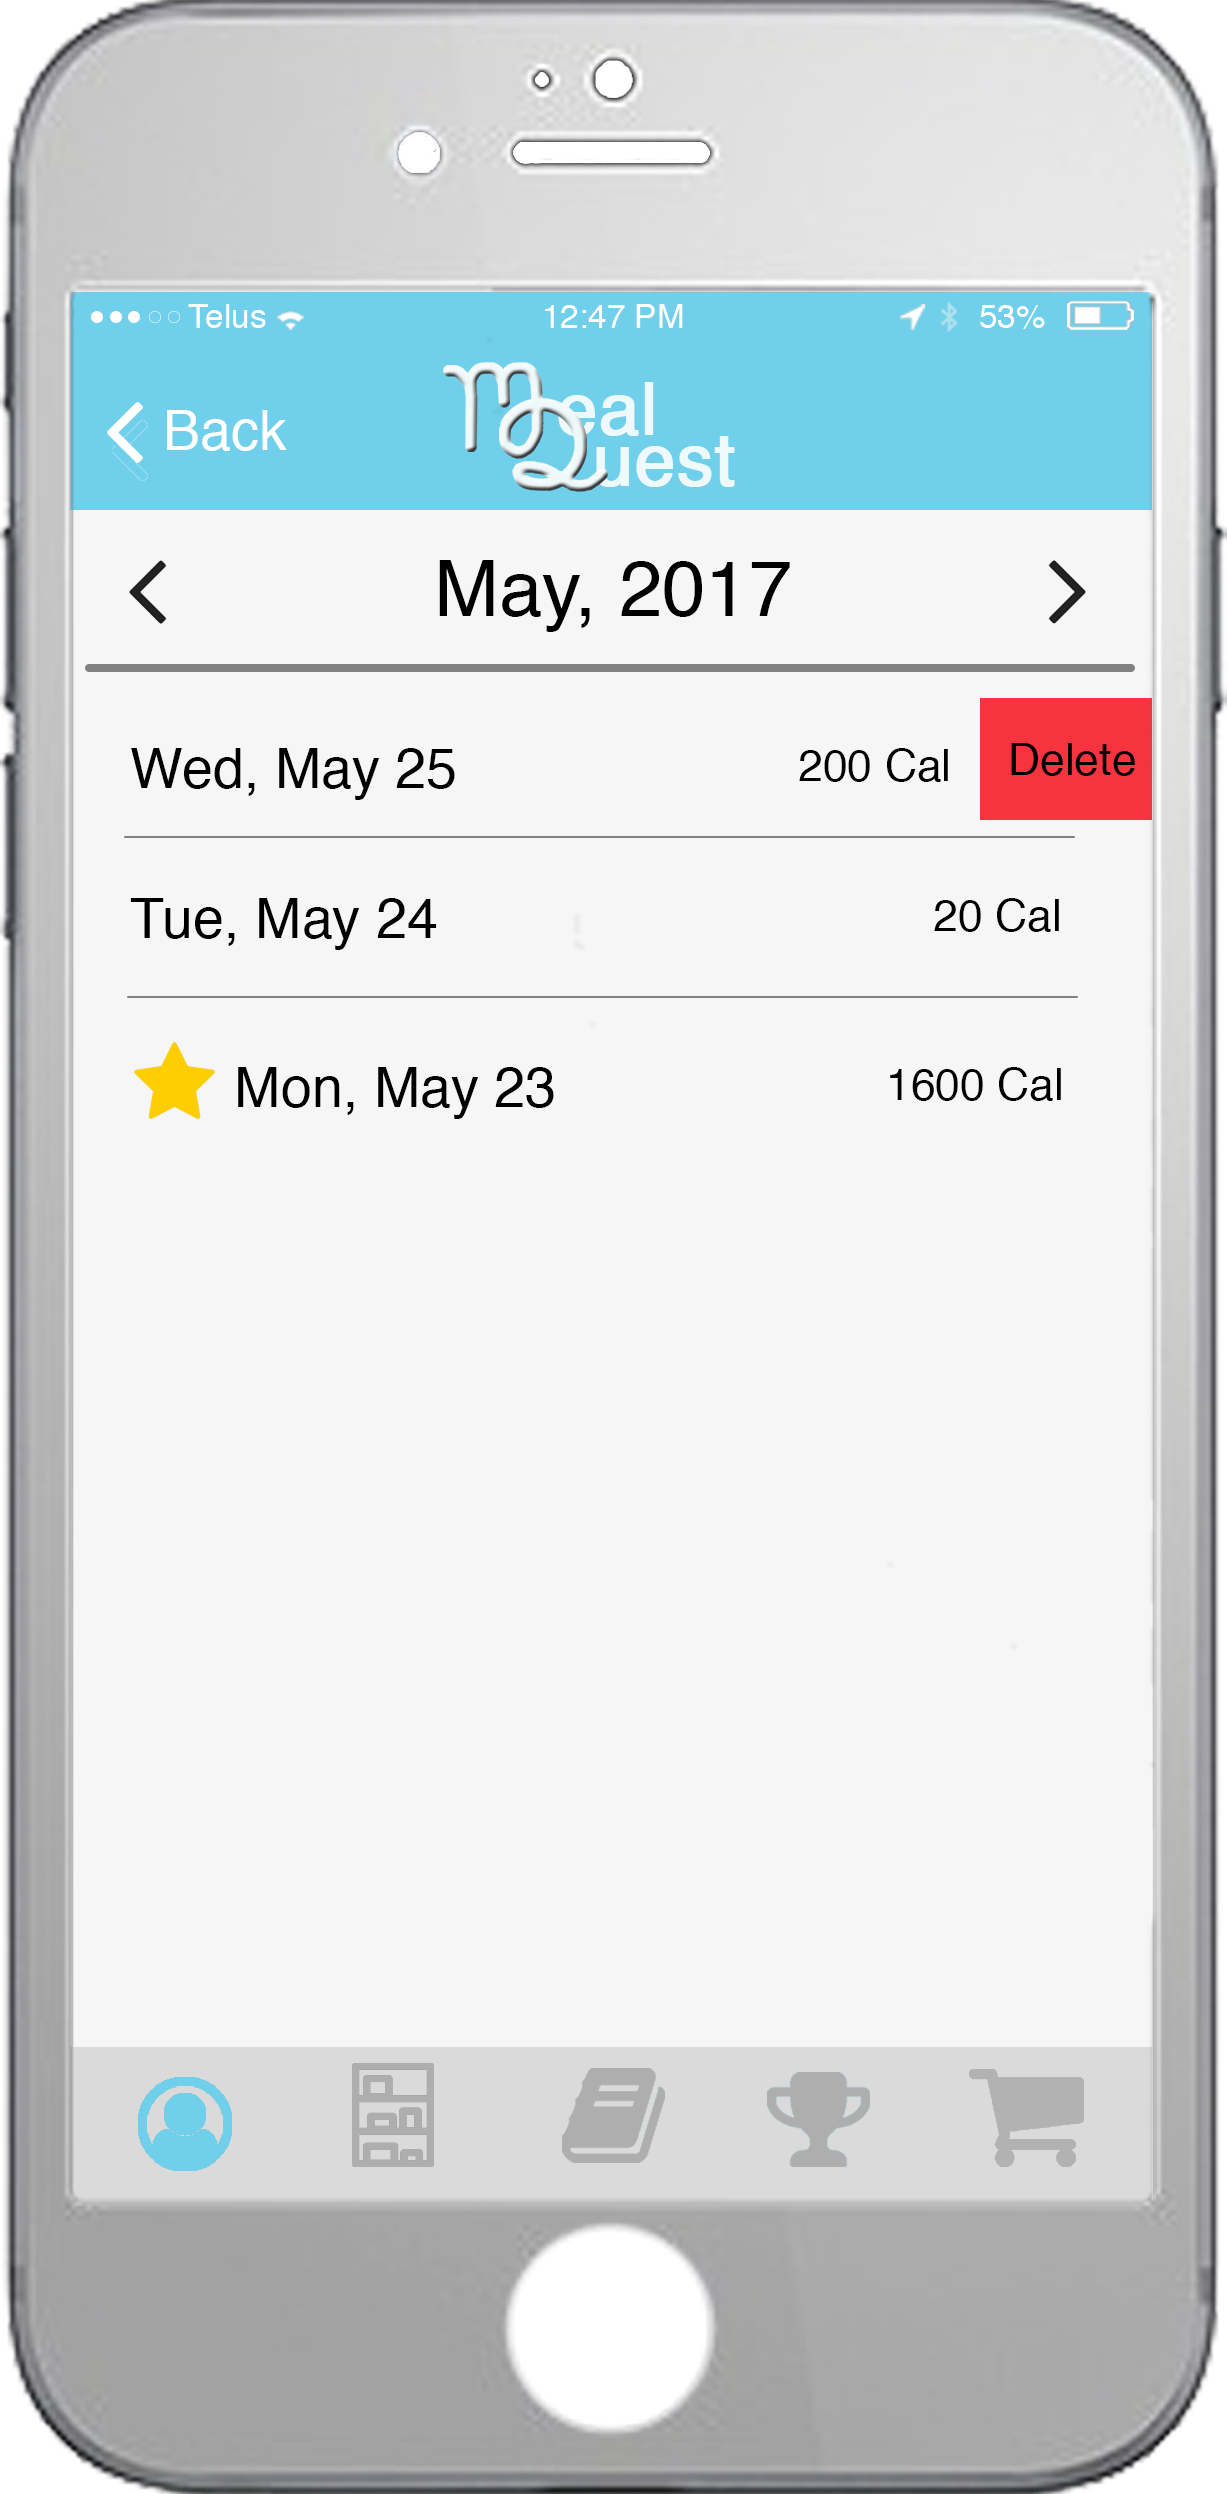 Telus 12:47 PM 53%
Back
Meal
Quest
May, 2017
Wed, May 25 200 Cal Delete
Tue, May 24 20 Cal
Mon, May 23 1600 Cal